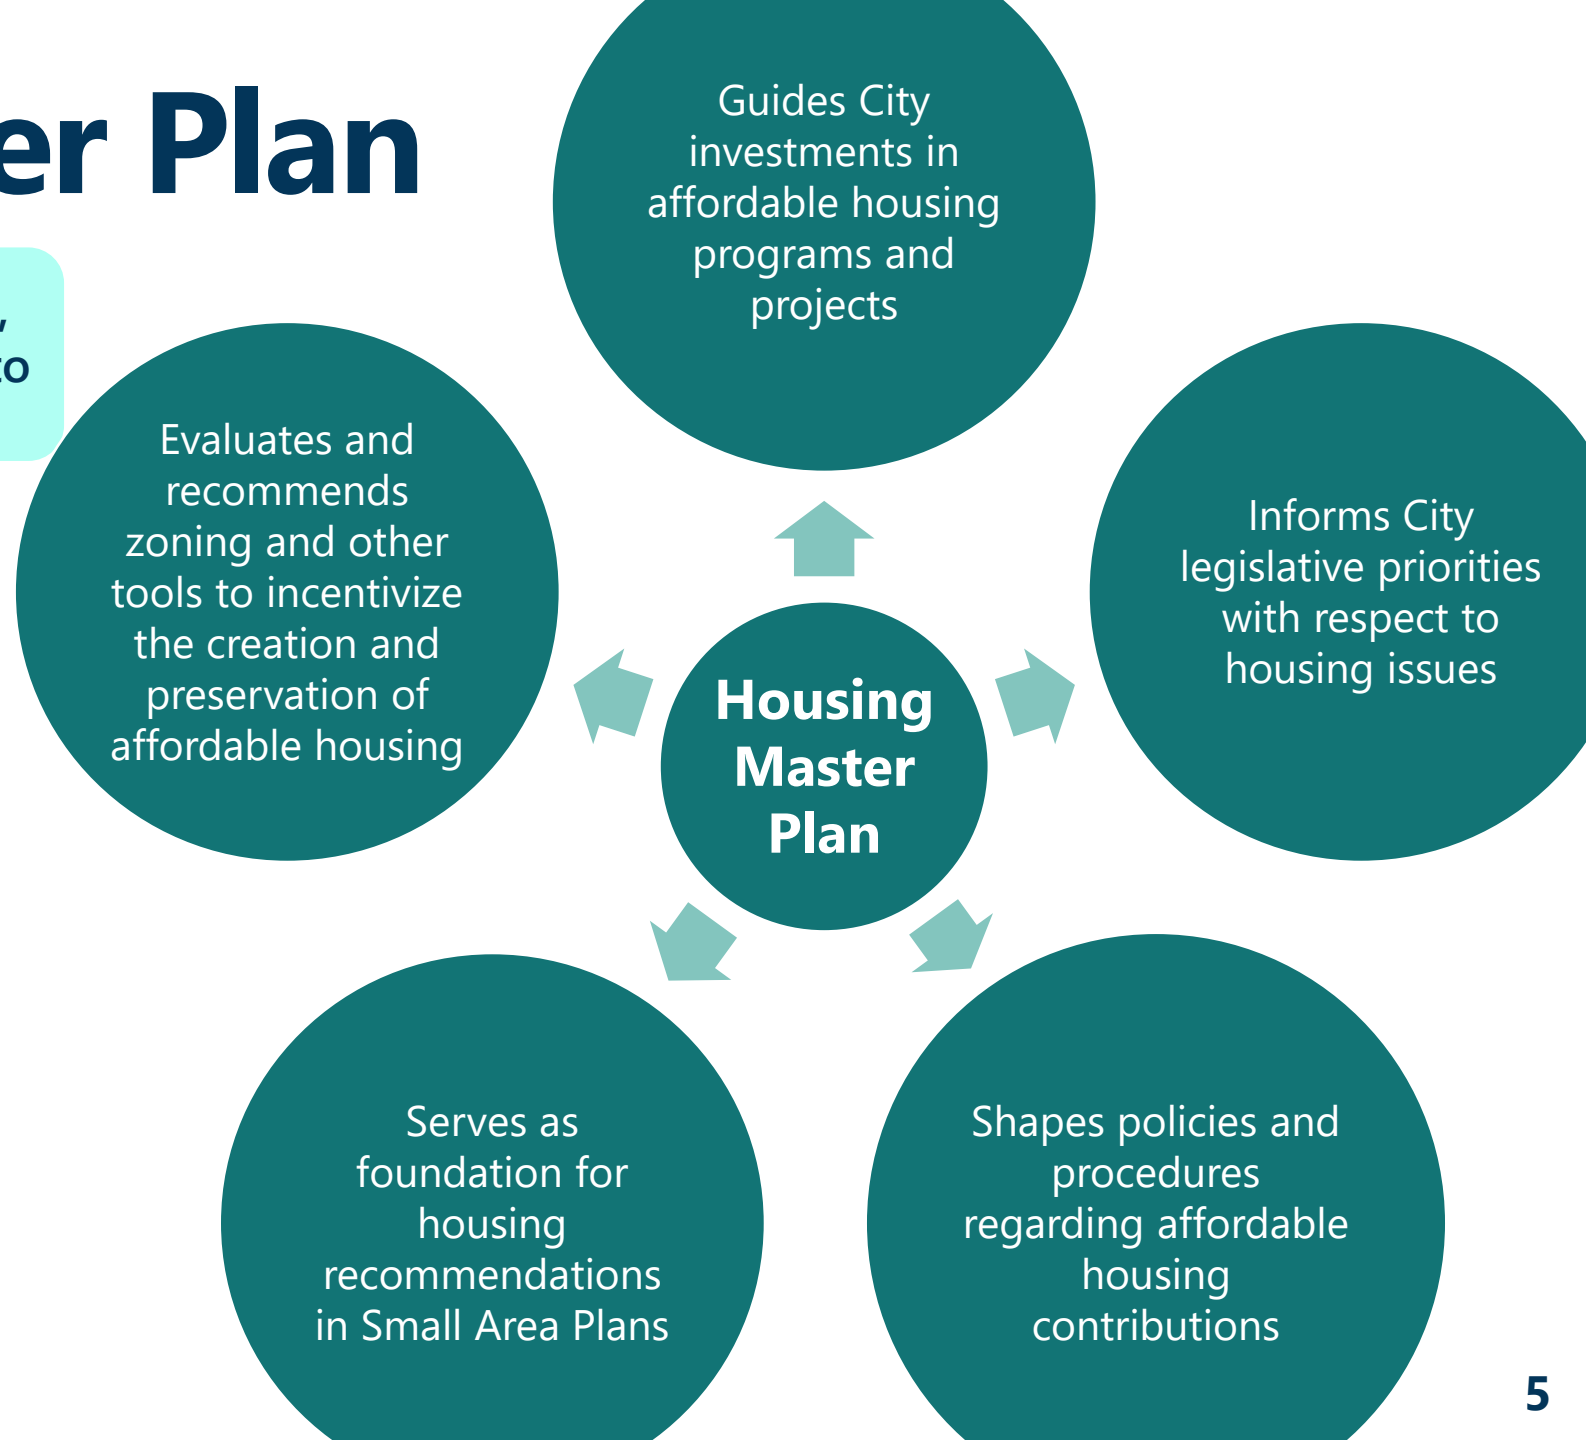 er Plan
,
to
Guides City
investments in
affordable housing
programs and
projects
Evaluates and
recommends
zoning and other
tools to incentivize
the creation and
preservation of
affordable housing
Informs City
legislative priorities
with respect to
housing issues
Housing
Master
Plan
Serves as
foundation for
housing
recommendations
in Small Area Plans
Shapes policies and
procedures
regarding affordable
housing
contributions
5